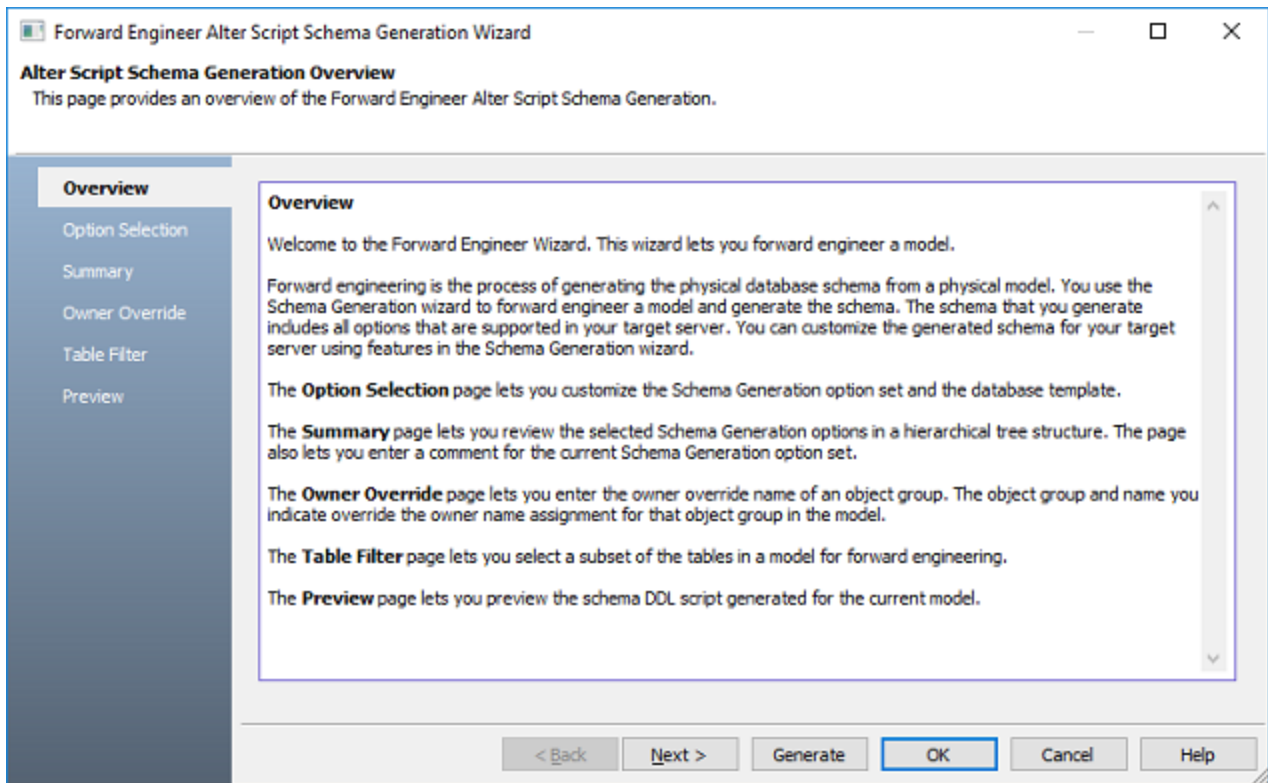 Forward Engineer Alter Script Schema Generation Wizard
Alter Script Schema Generation Overview
This page provides an overview of the Forward Engineer Alter Script Schema Generation.
Overview
Option Selection
Summary
Owner Override
Table Filter
Preview
Overview
Welcome to the Forward Engineer Wizard. This wizard lets you forward engineer a model.
Forward engineering is the process of generating the physical database schema from a physical model. You use the
Schema Generation wizard to forward engineer a model and generate the schema. The schema that you generate
includes all options that are supported in your target server. You can customize the generated schema for your target
server using features in the Schema Generation wizard.
The Option Selection page lets you customize the Schema Generation option set and the database template.
The Summary page lets you review the selected Schema Generation options in a hierarchical tree structure. The page
also lets you enter a comment for the current Schema Generation option set.
The Owner Override page lets you enter the owner override name of an object group. The object group and name you
indicate override the owner name assignment for that object group in the model.
The Table Filter page lets you select a subset of the tables in a model for forward engineering.
The Preview page lets you preview the schema DDL script generated for the current model.
< Back Next > Generate OK Cancel Help